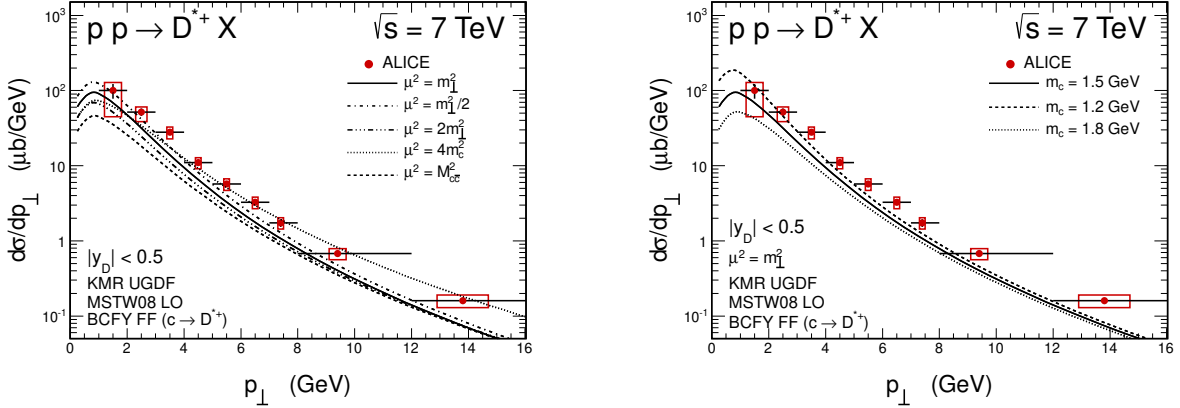 p p → D*+ X
√s = 7 TeV
ALICE
μ² = m⊥²
μ² = m⊥²/2
μ² = 2m⊥²
μ² = 4m_c²
μ² = M_cc̄²
|y_D| < 0.5
KMR UGDF
MSTW08 LO
BCFY FF (c → D*+)
dσ/dp⊥ (μb/GeV)
10³
10²
10
1
10⁻¹
0 2 4 6 8 10 12 14 16
p⊥ (GeV)
p p → D*+ X
√s = 7 TeV
ALICE
m_c = 1.5 GeV
m_c = 1.2 GeV
m_c = 1.8 GeV
|y_D| < 0.5
μ² = m⊥²
KMR UGDF
MSTW08 LO
BCFY FF (c → D*+)
dσ/dp⊥ (μb/GeV)
10³
10²
10
1
10⁻¹
0 2 4 6 8 10 12 14 16
p⊥ (GeV)